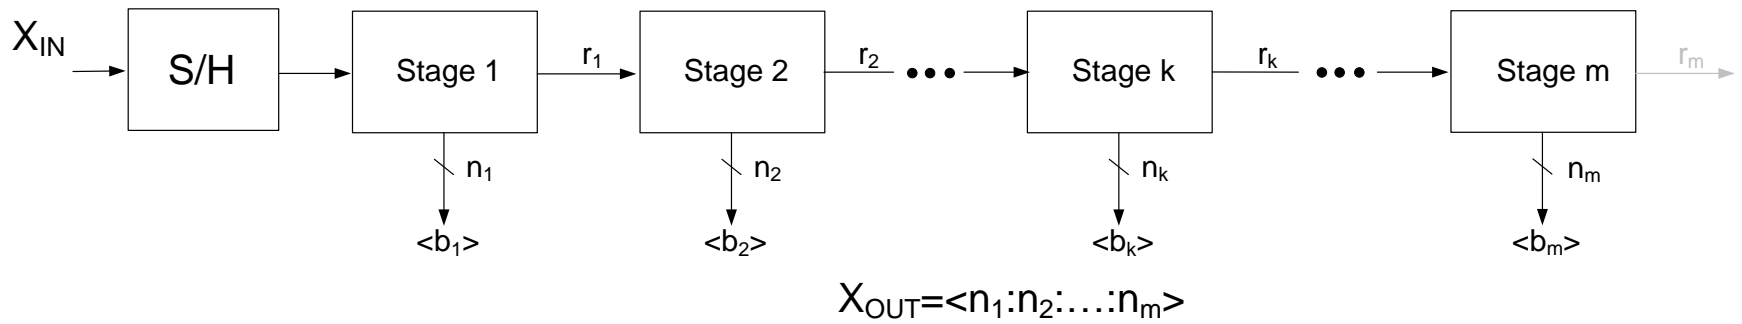 X_IN
S/H
Stage 1
r_1
Stage 2
r_2
•••
Stage k
r_k
•••
Stage m
r_m
n_1
n_2
n_k
n_m
<b_1>
<b_2>
<b_k>
<b_m>
X_OUT=<n_1:n_2:….:n_m>